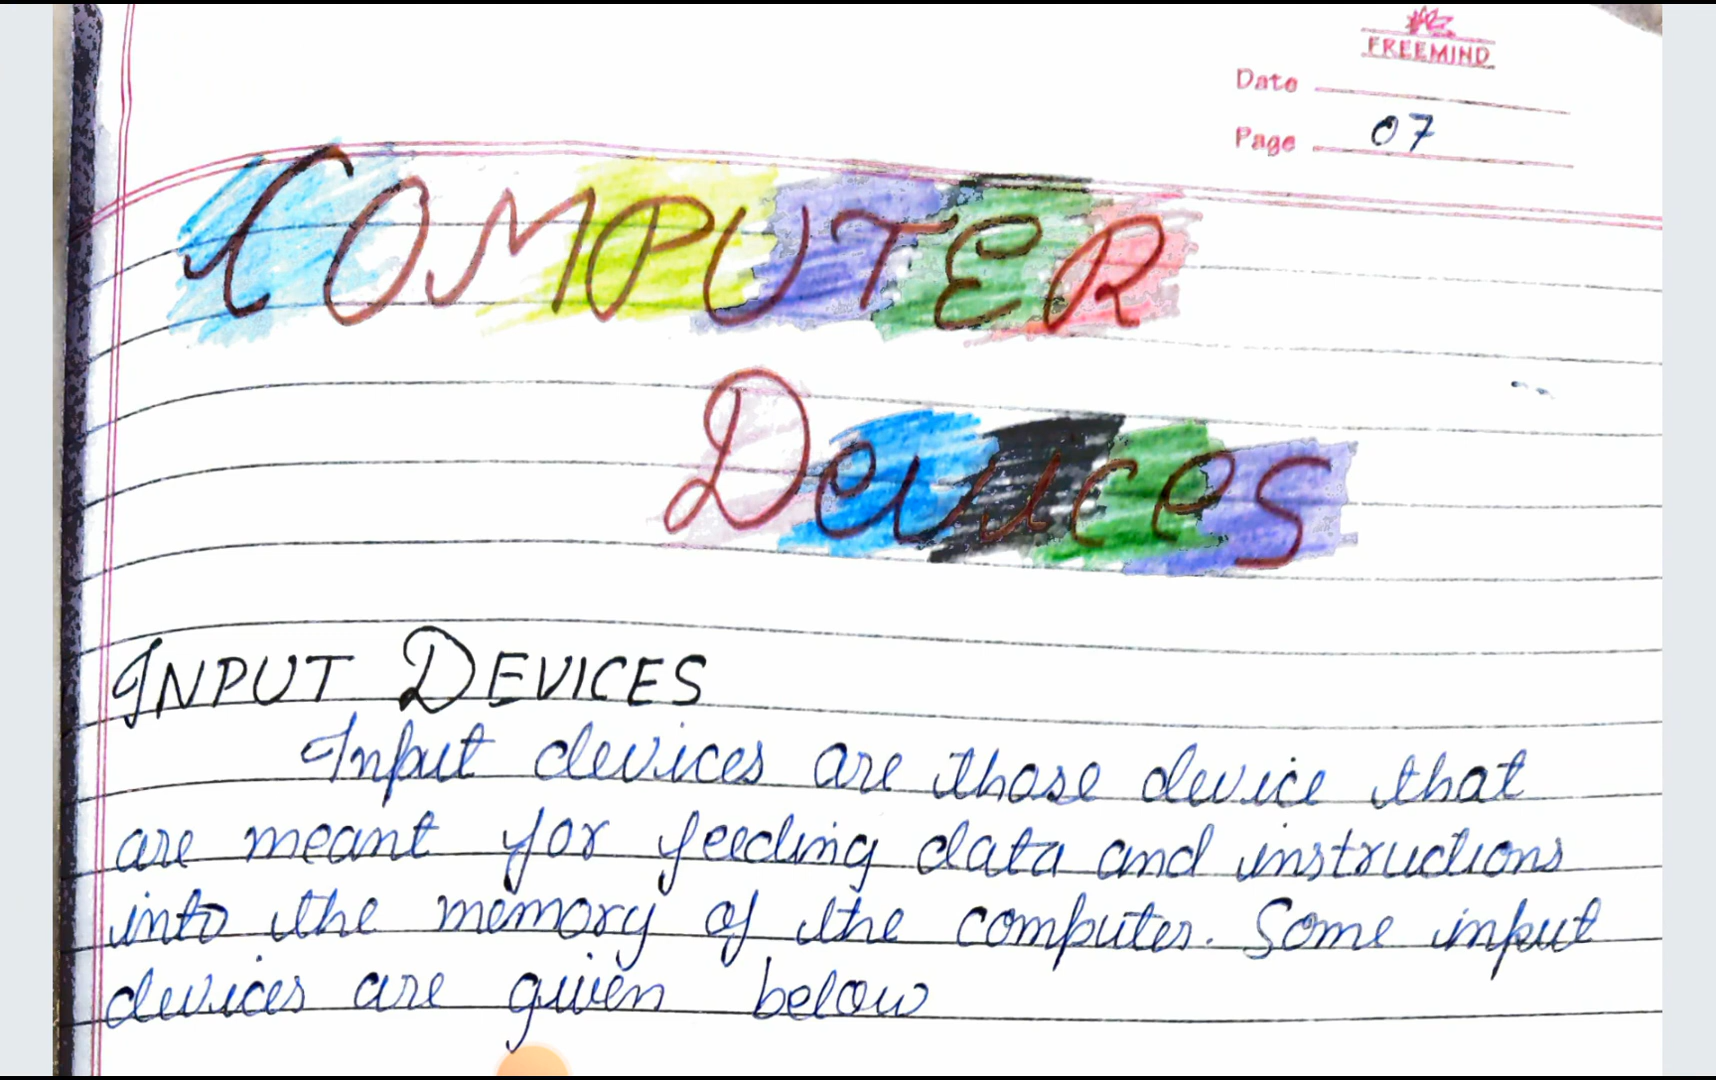 FREEMIND
Date
Page 07
COMPUTER
Devices
INPUT DEVICES
Input devices are those device that
are meant for feeding data and instructions
into the memory of the computer. Some input
devices are given below